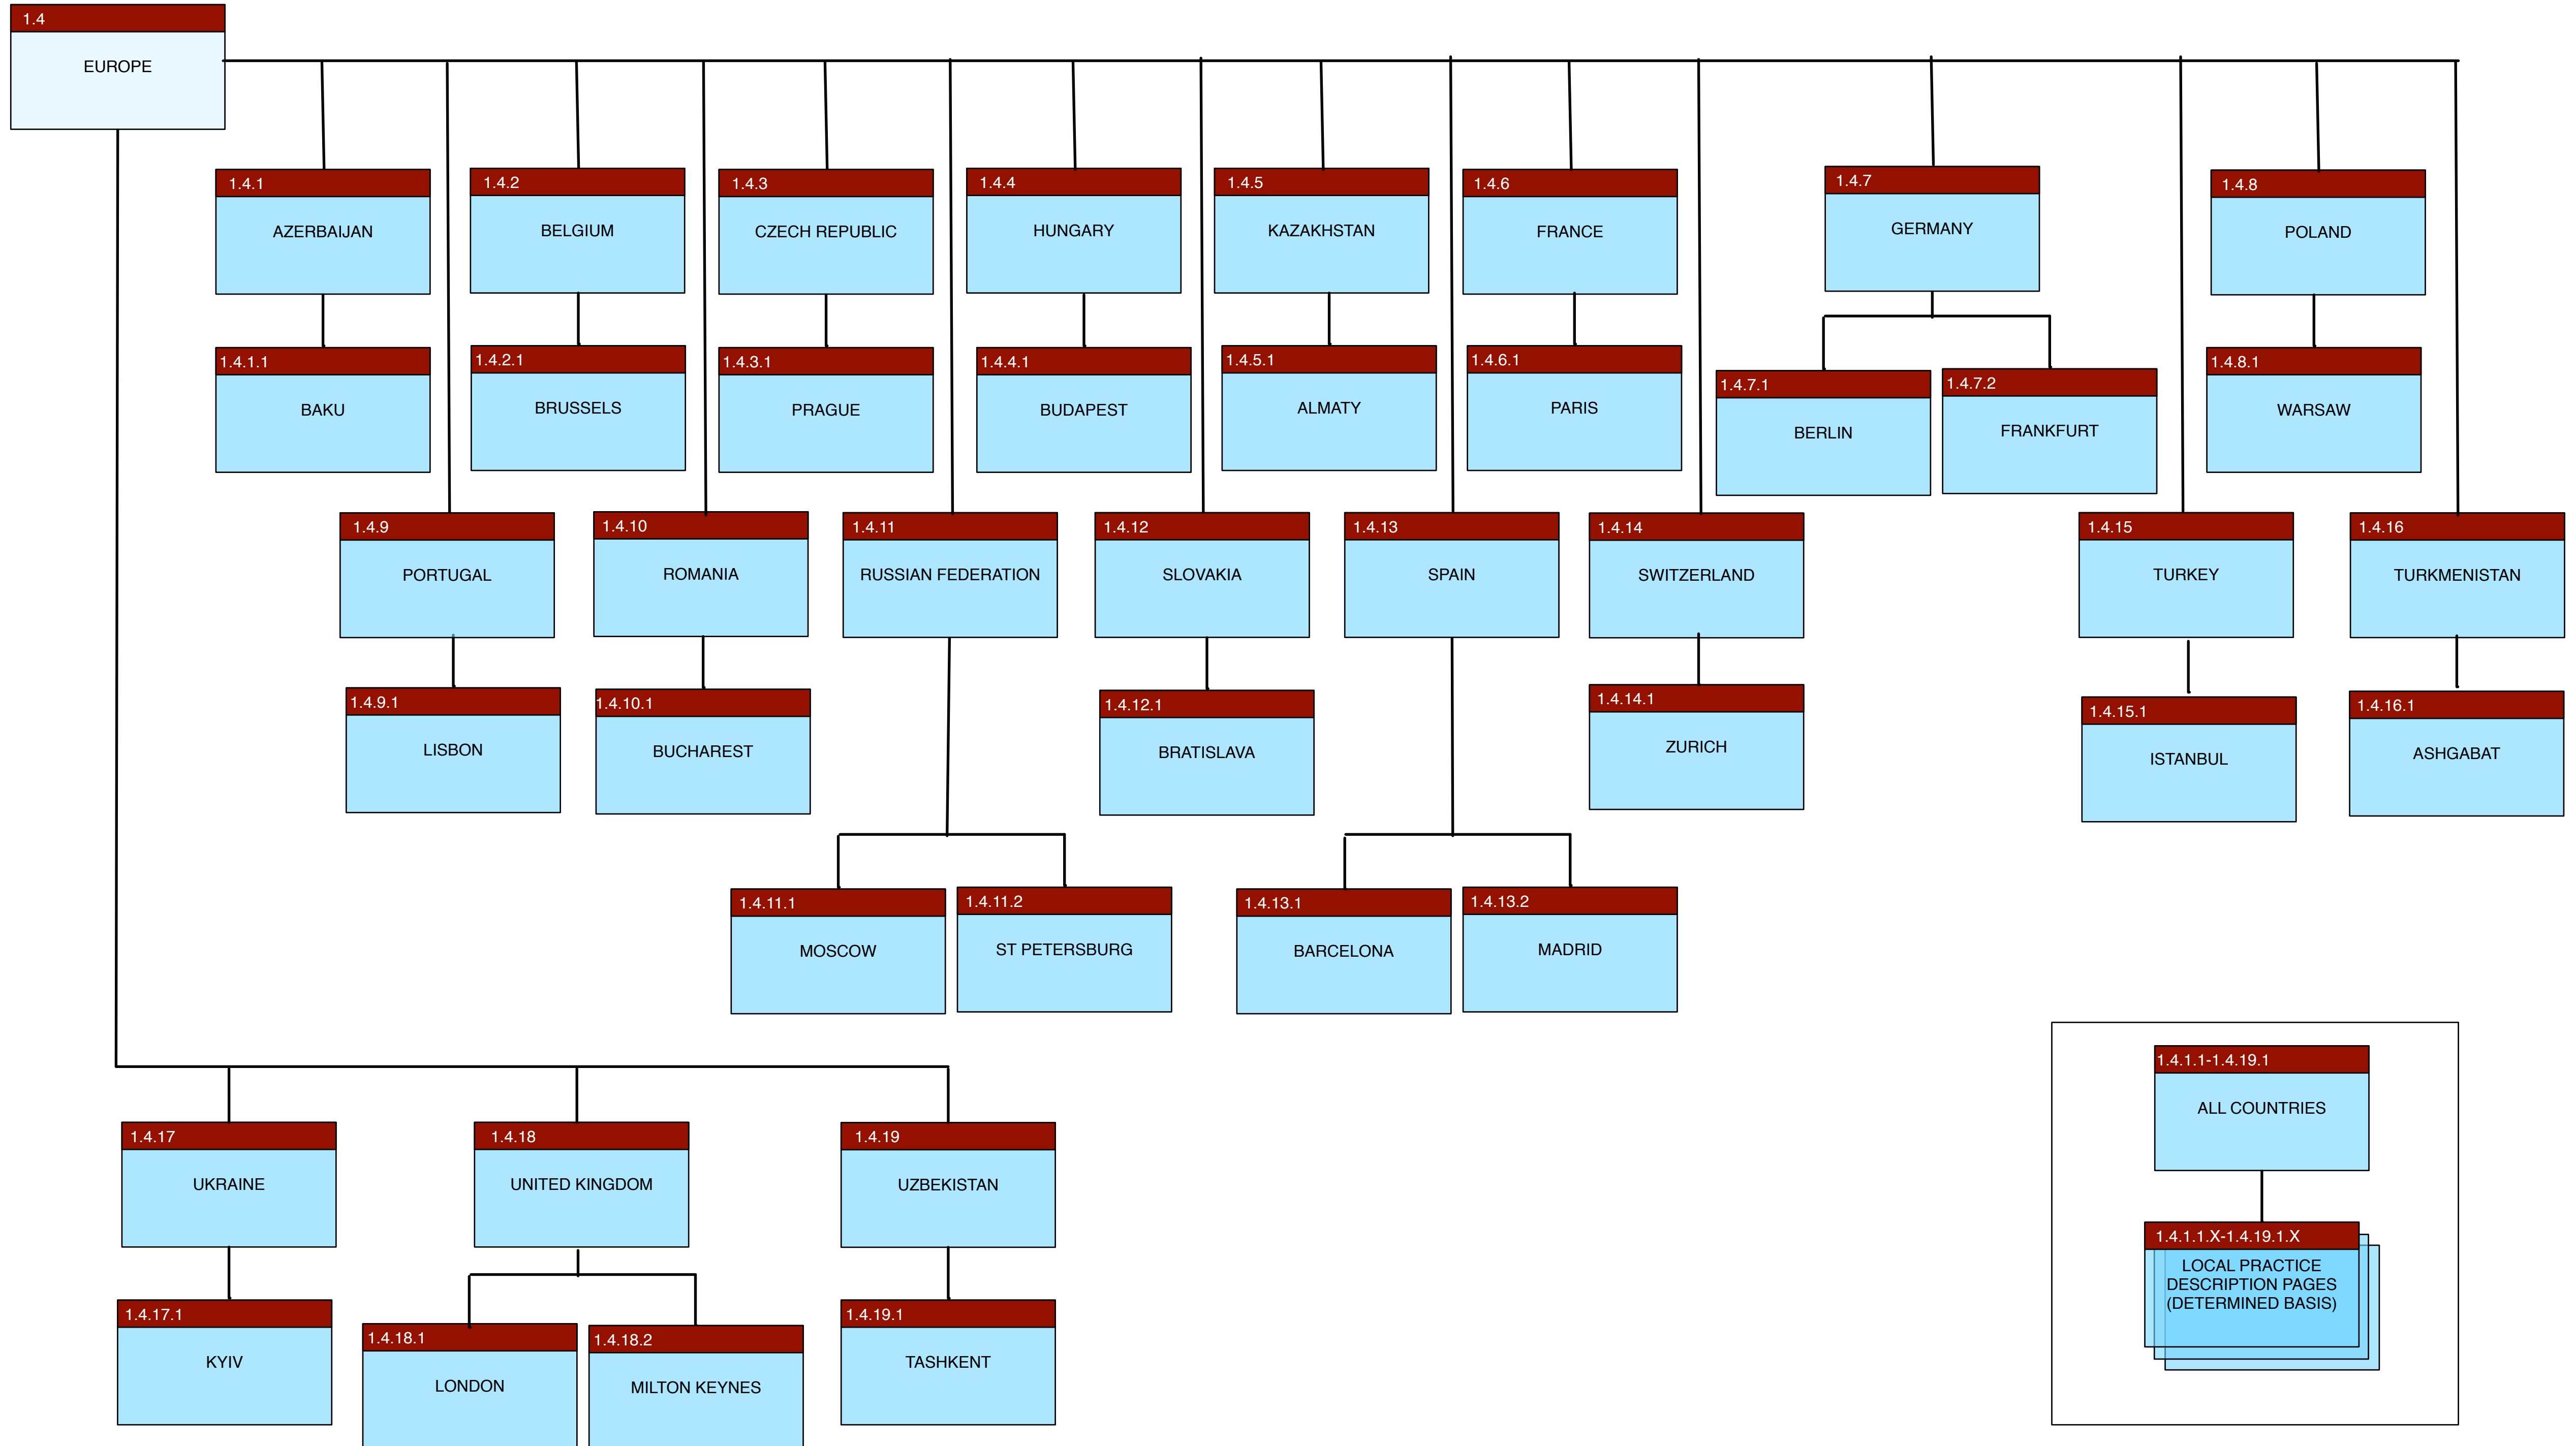 1.4
EUROPE
1.4.1
AZERBAIJAN
1.4.2
BELGIUM
1.4.3
CZECH REPUBLIC
1.4.4
HUNGARY
1.4.5
KAZAKHSTAN
1.4.6
FRANCE
1.4.7
GERMANY
1.4.8
POLAND
1.4.1.1
BAKU
1.4.2.1
BRUSSELS
1.4.3.1
PRAGUE
1.4.4.1
BUDAPEST
1.4.5.1
ALMATY
1.4.6.1
PARIS
1.4.7.1
BERLIN
1.4.7.2
FRANKFURT
1.4.8.1
WARSAW
1.4.9
PORTUGAL
1.4.10
ROMANIA
1.4.11
RUSSIAN FEDERATION
1.4.12
SLOVAKIA
1.4.13
SPAIN
1.4.14
SWITZERLAND
1.4.15
TURKEY
1.4.16
TURKMENISTAN
1.4.9.1
LISBON
1.4.10.1
BUCHAREST
1.4.12.1
BRATISLAVA
1.4.14.1
ZURICH
1.4.15.1
ISTANBUL
1.4.16.1
ASHGABAT
1.4.11.1
MOSCOW
1.4.11.2
ST PETERSBURG
1.4.13.1
BARCELONA
1.4.13.2
MADRID
1.4.17
UKRAINE
1.4.18
UNITED KINGDOM
1.4.19
UZBEKISTAN
1.4.17.1
KYIV
1.4.18.1
LONDON
1.4.18.2
MILTON KEYNES
1.4.19.1
TASHKENT
1.4.1.1-1.4.19.1
ALL COUNTRIES
1.4.1.1.X-1.4.19.1.X
LOCAL PRACTICE
DESCRIPTION PAGES
(DETERMINED BASIS)